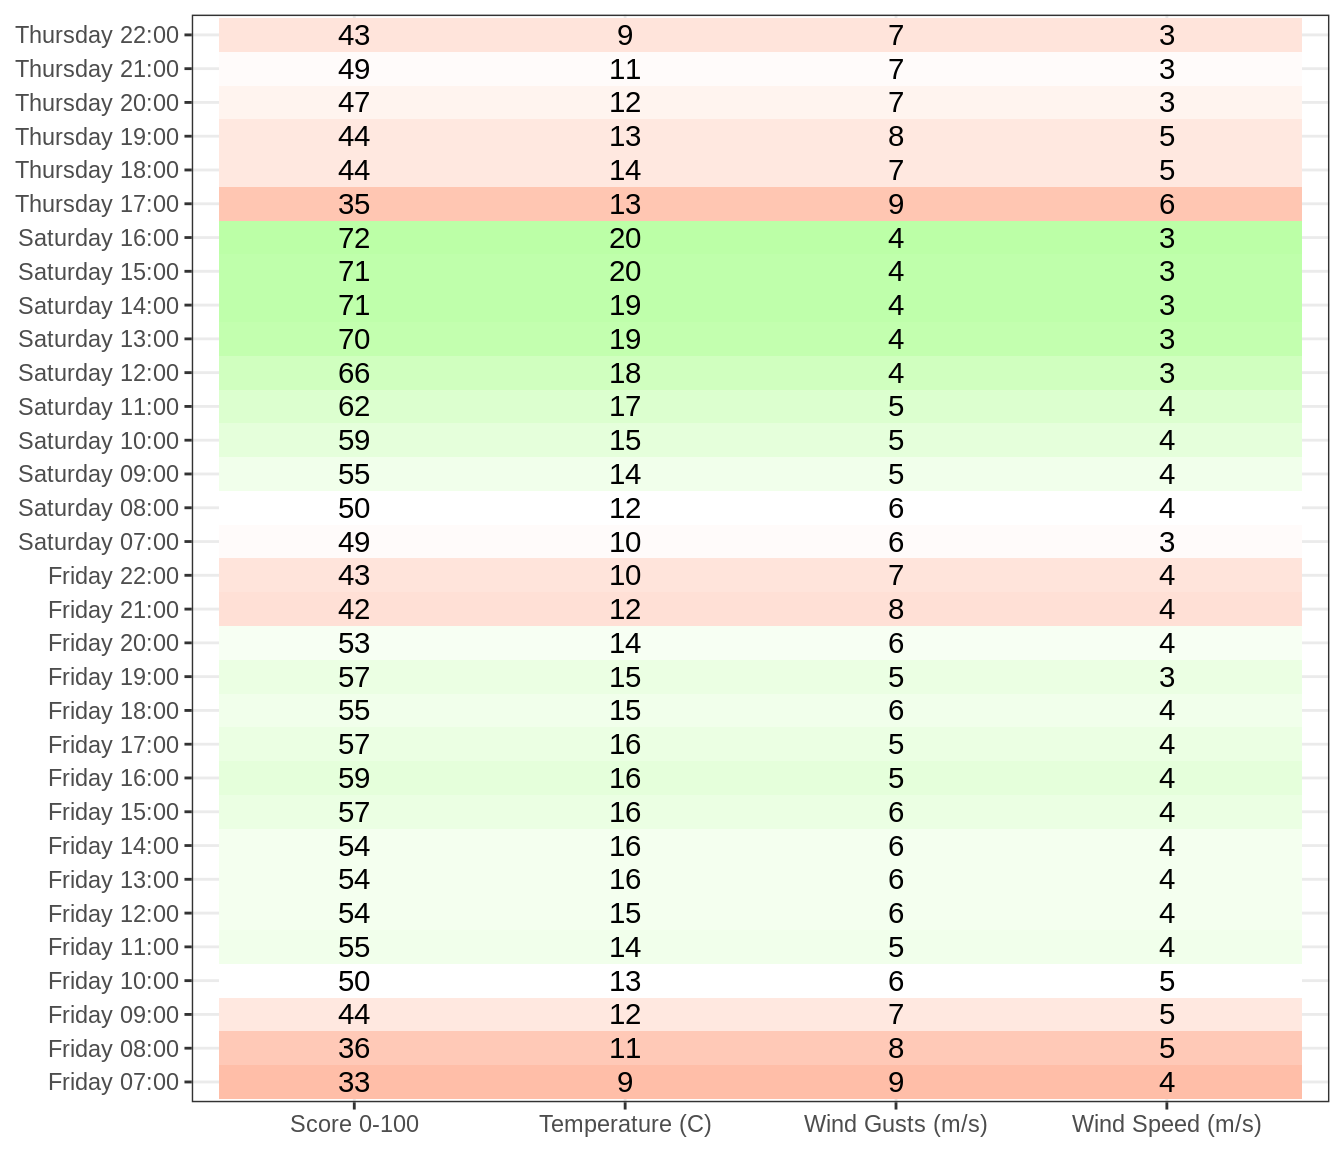 Thursday 22:00 43 9 7 3
Thursday 21:00 49 11 7 3
Thursday 20:00 47 12 7 3
Thursday 19:00 44 13 8 5
Thursday 18:00 44 14 7 5
Thursday 17:00 35 13 9 6
Saturday 16:00 72 20 4 3
Saturday 15:00 71 20 4 3
Saturday 14:00 71 19 4 3
Saturday 13:00 70 19 4 3
Saturday 12:00 66 18 4 3
Saturday 11:00 62 17 5 4
Saturday 10:00 59 15 5 4
Saturday 09:00 55 14 5 4
Saturday 08:00 50 12 6 4
Saturday 07:00 49 10 6 3
Friday 22:00 43 10 7 4
Friday 21:00 42 12 8 4
Friday 20:00 53 14 6 4
Friday 19:00 57 15 5 3
Friday 18:00 55 15 6 4
Friday 17:00 57 16 5 4
Friday 16:00 59 16 5 4
Friday 15:00 57 16 6 4
Friday 14:00 54 16 6 4
Friday 13:00 54 16 6 4
Friday 12:00 54 15 6 4
Friday 11:00 55 14 5 4
Friday 10:00 50 13 6 5
Friday 09:00 44 12 7 5
Friday 08:00 36 11 8 5
Friday 07:00 33 9 9 4
Score 0-100 Temperature (C) Wind Gusts (m/s) Wind Speed (m/s)